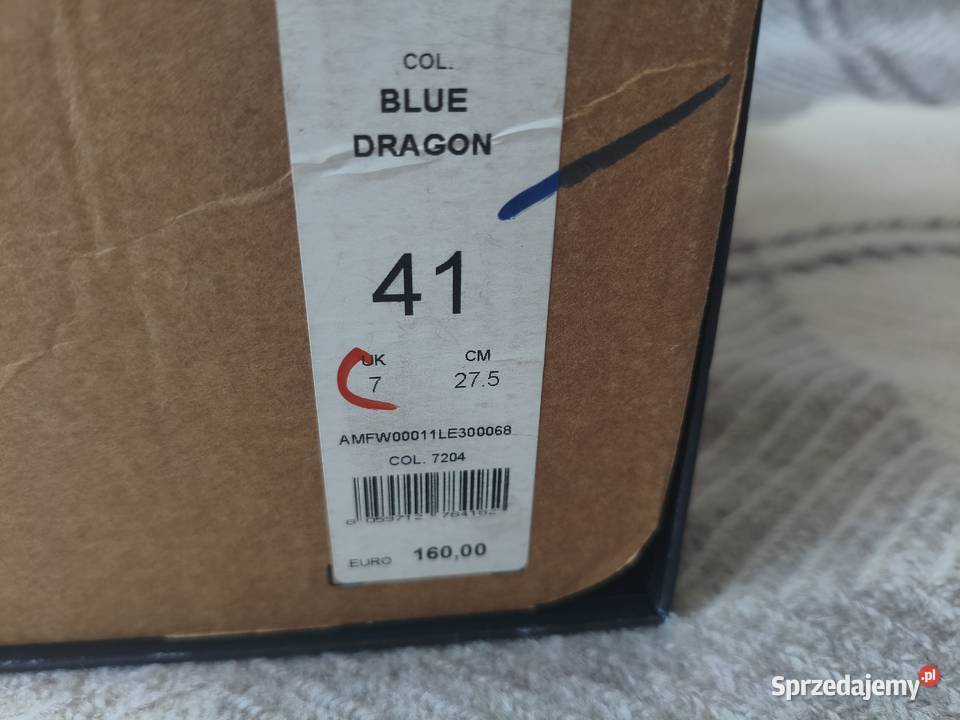 COL.
BLUE
DRAGON
41
UK CM
7 27.5
AMFW00011LE300068
COL. 7204
EURO 160,00
Sprzedajemy.pl